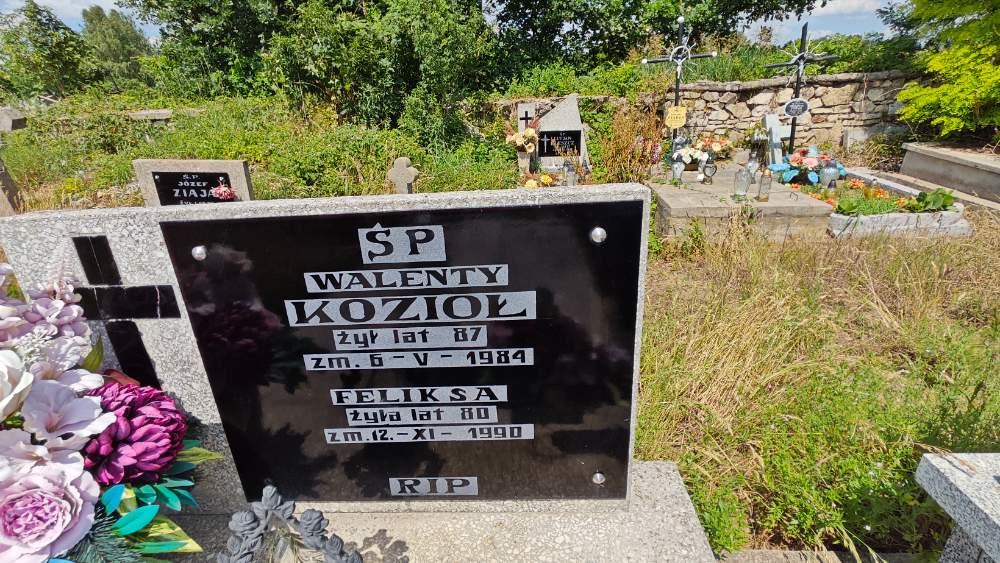 ŚP
WALENTY
KOZIOŁ
żył lat 87
zm. 6-V-1984
FELIKSA
żyła lat 80
zm. 12.-XI-1990
RIP
Ś.P.
JÓZEF
ZIAJA